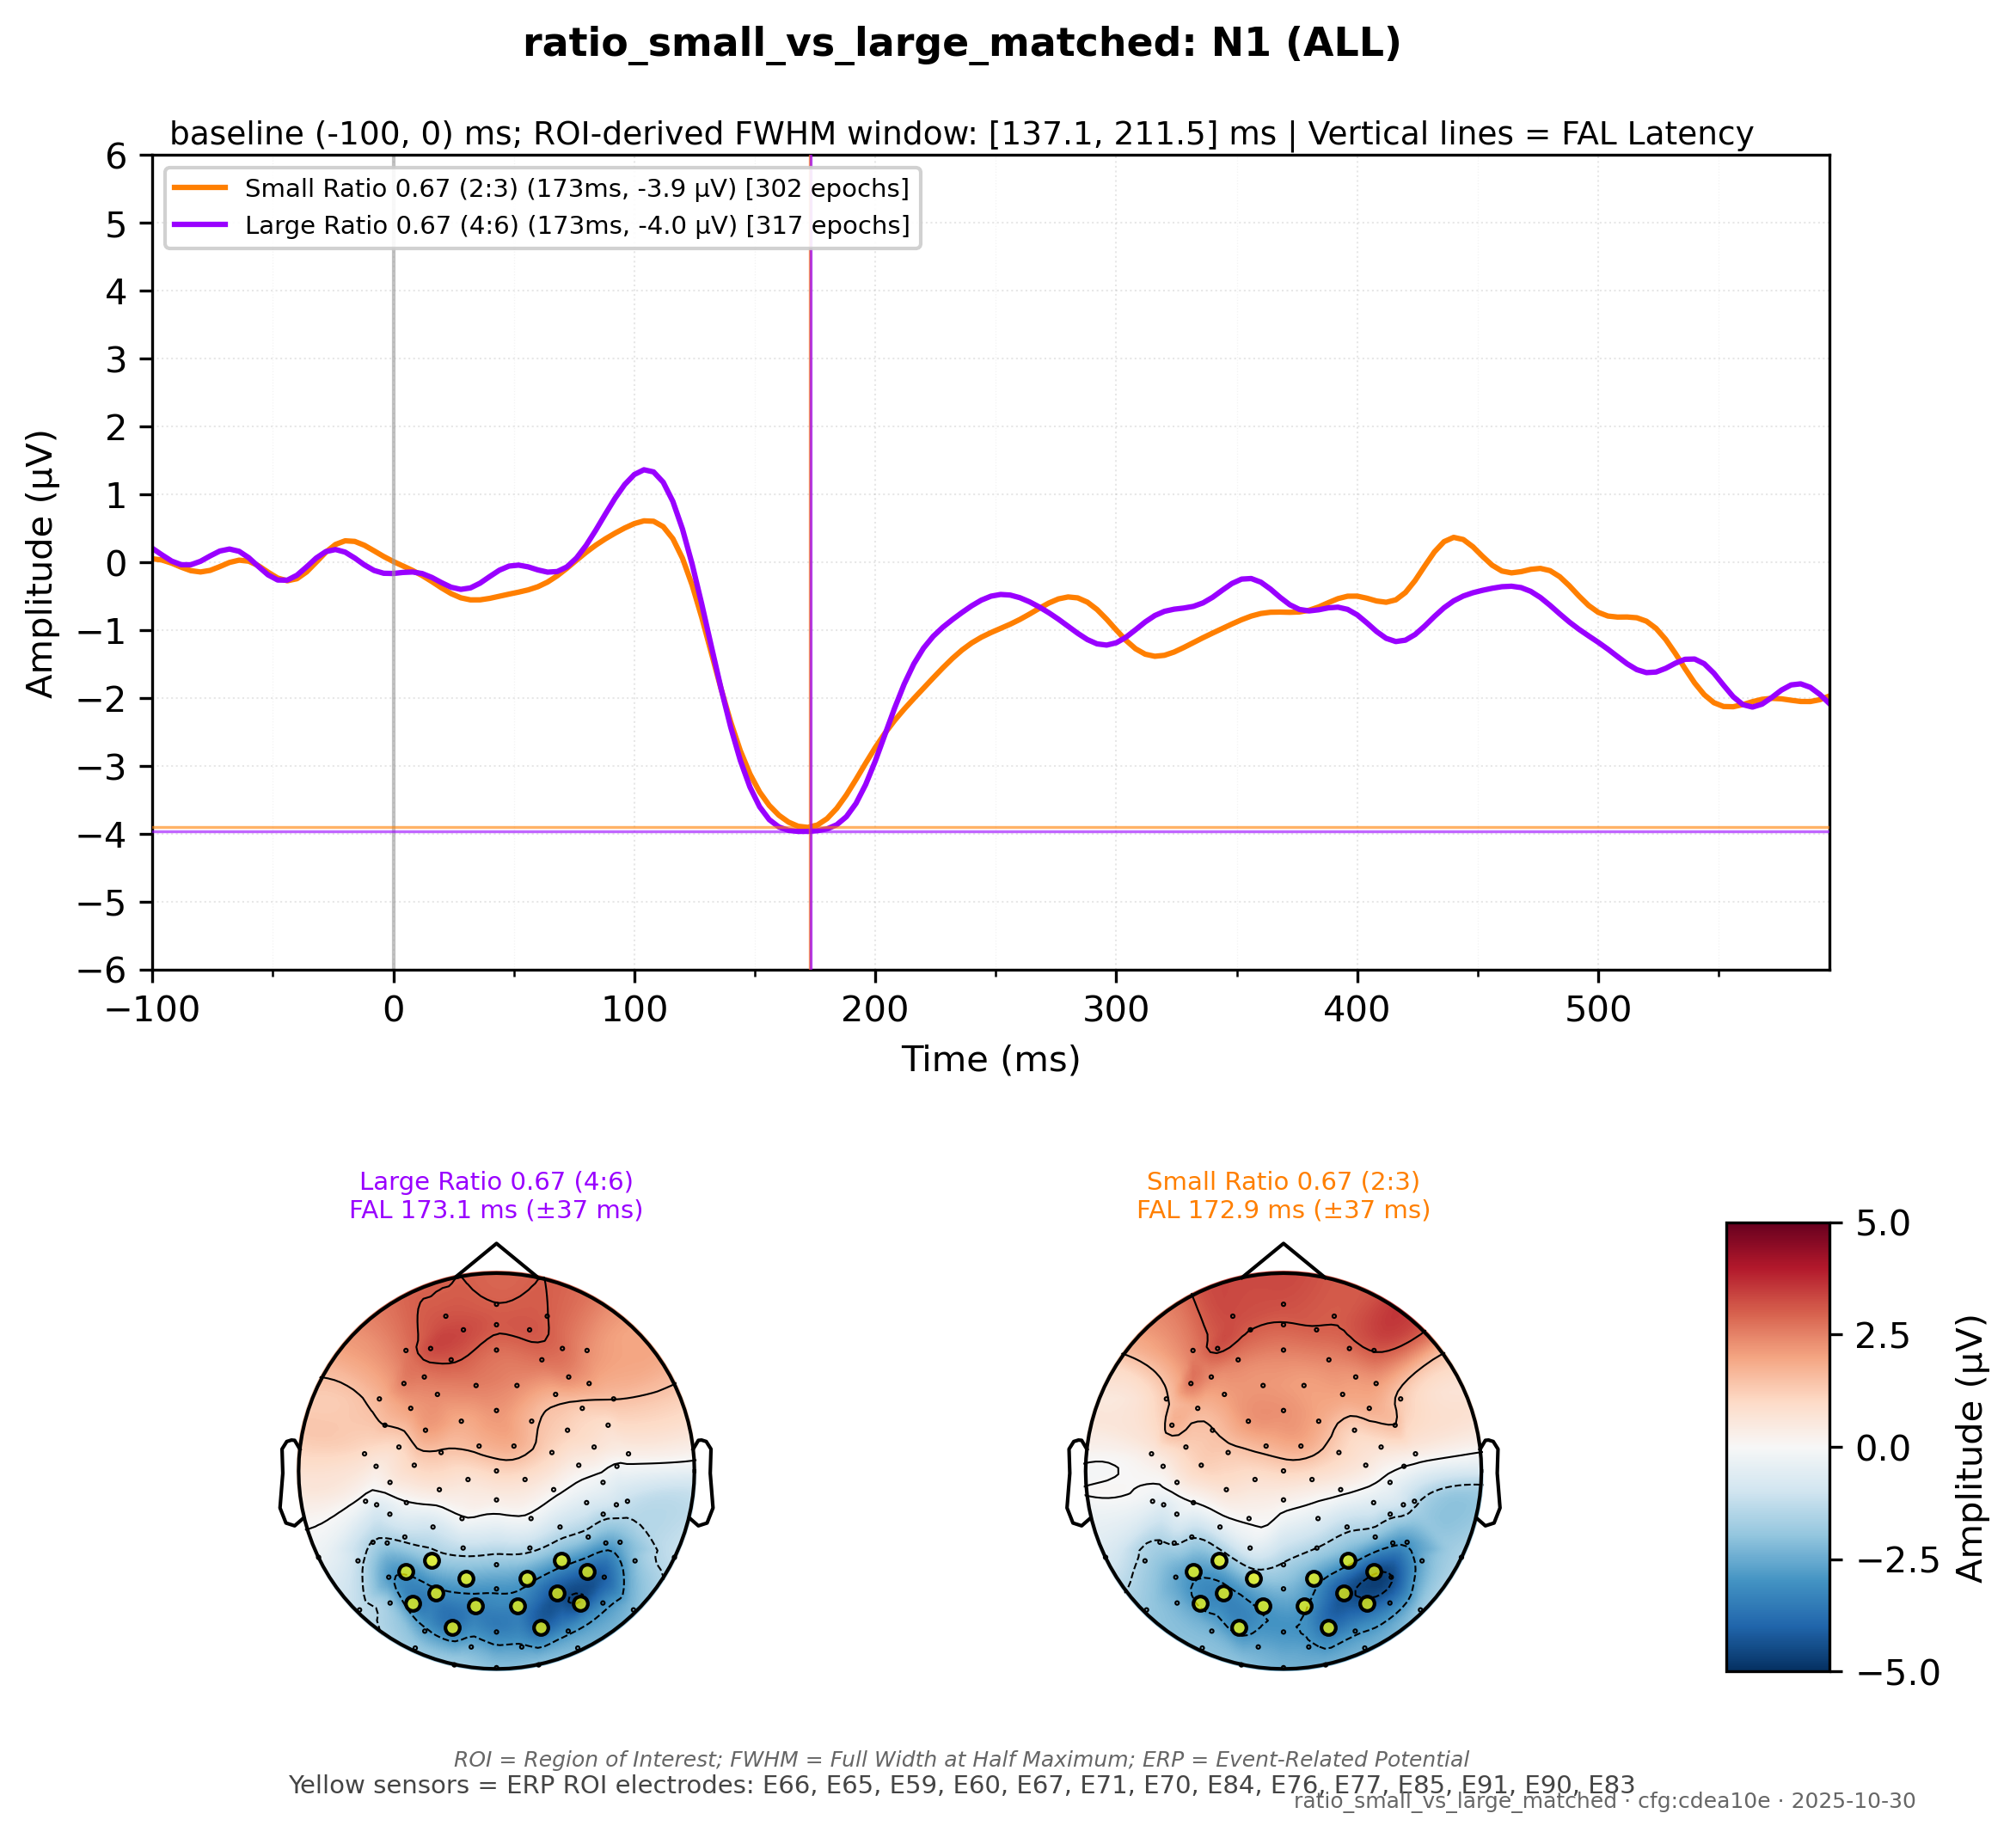 ratio_small_vs_large_matched: N1 (ALL)
baseline (-100, 0) ms; ROI-derived FWHM window: [137.1, 211.5] ms | Vertical lines = FAL Latency
Small Ratio 0.67 (2:3) (173ms, -3.9 µV) [302 epochs]
Large Ratio 0.67 (4:6) (173ms, -4.0 µV) [317 epochs]
Amplitude (µV)
6
5
4
3
2
1
0
−1
−2
−3
−4
−5
−6
−100
0
100
200
300
400
500
Time (ms)
Large Ratio 0.67 (4:6)
FAL 173.1 ms (±37 ms)
Small Ratio 0.67 (2:3)
FAL 172.9 ms (±37 ms)
5.0
2.5
0.0
−2.5
−5.0
Amplitude (µV)
ROI = Region of Interest; FWHM = Full Width at Half Maximum; ERP = Event-Related Potential
Yellow sensors = ERP ROI electrodes: E66, E65, E59, E60, E67, E71, E70, E84, E76, E77, E85, E91, E90, E83
ratio_small_vs_large_matched · cfg:cdea10e · 2025-10-30